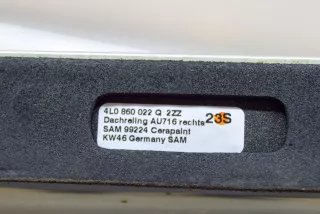 4L0 860 022 Q 2ZZ
Dachreling AU716 rechts 23S
SAM 99224 Cerapaint
KW46 Germany SAM